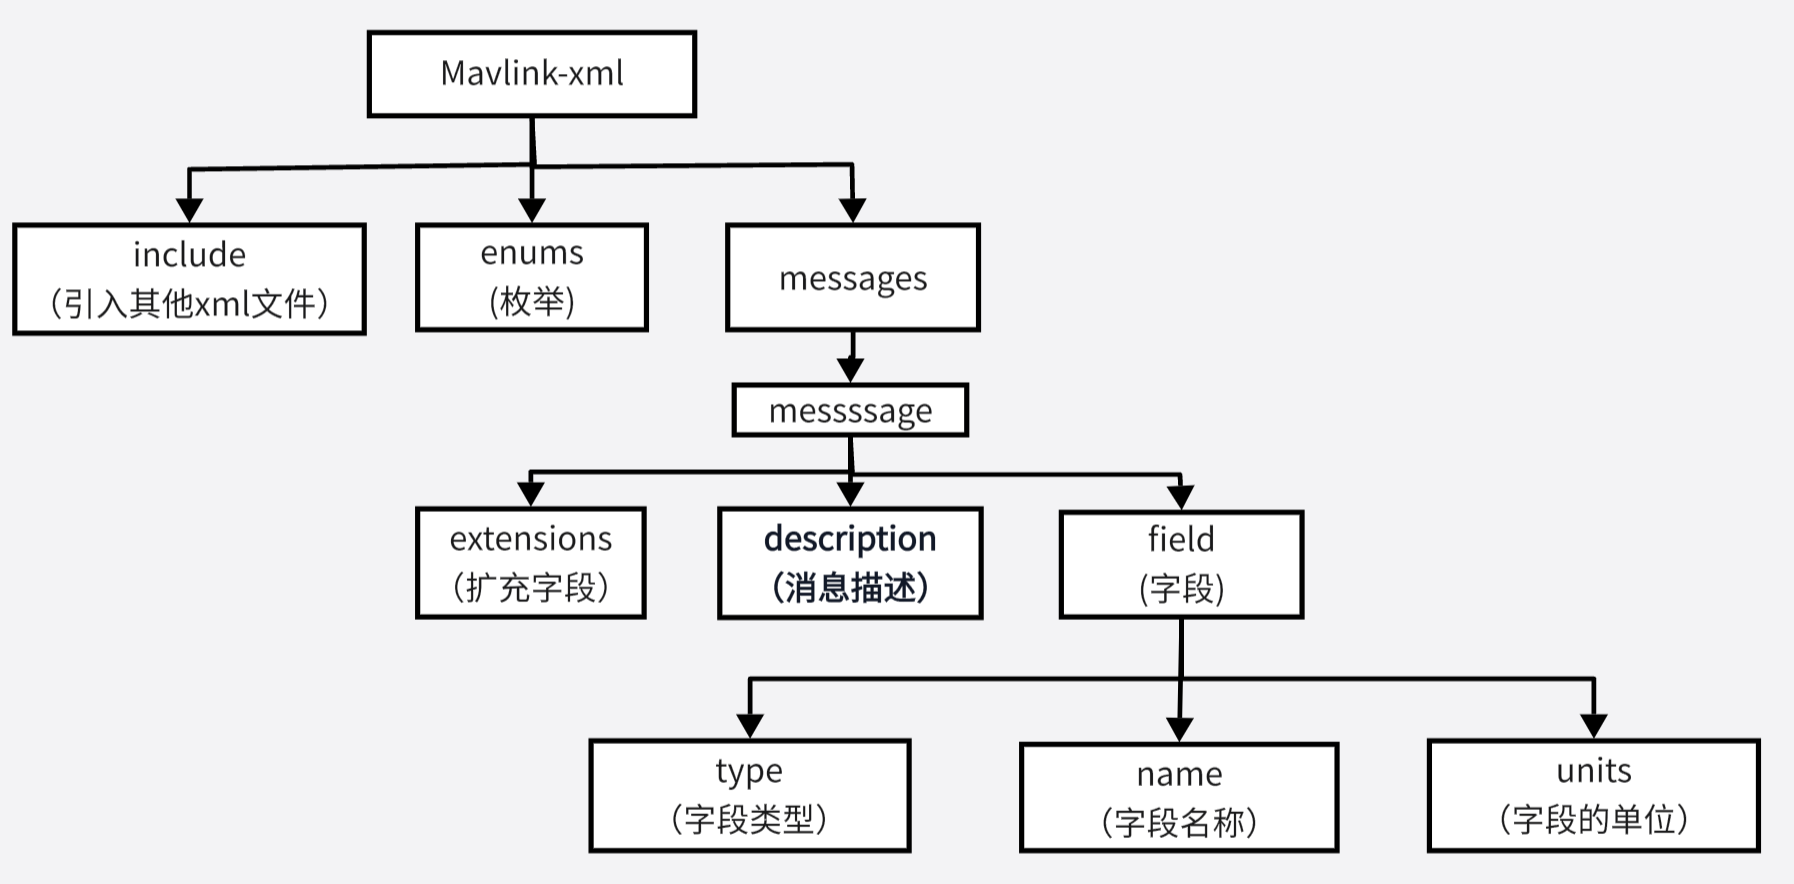 Mavlink-xml
include
（引入其他xml文件）
enums
(枚举)
messages
messssage
extensions
（扩充字段）
description
（消息描述）
field
(字段)
type
（字段类型）
name
（字段名称）
units
（字段的单位）